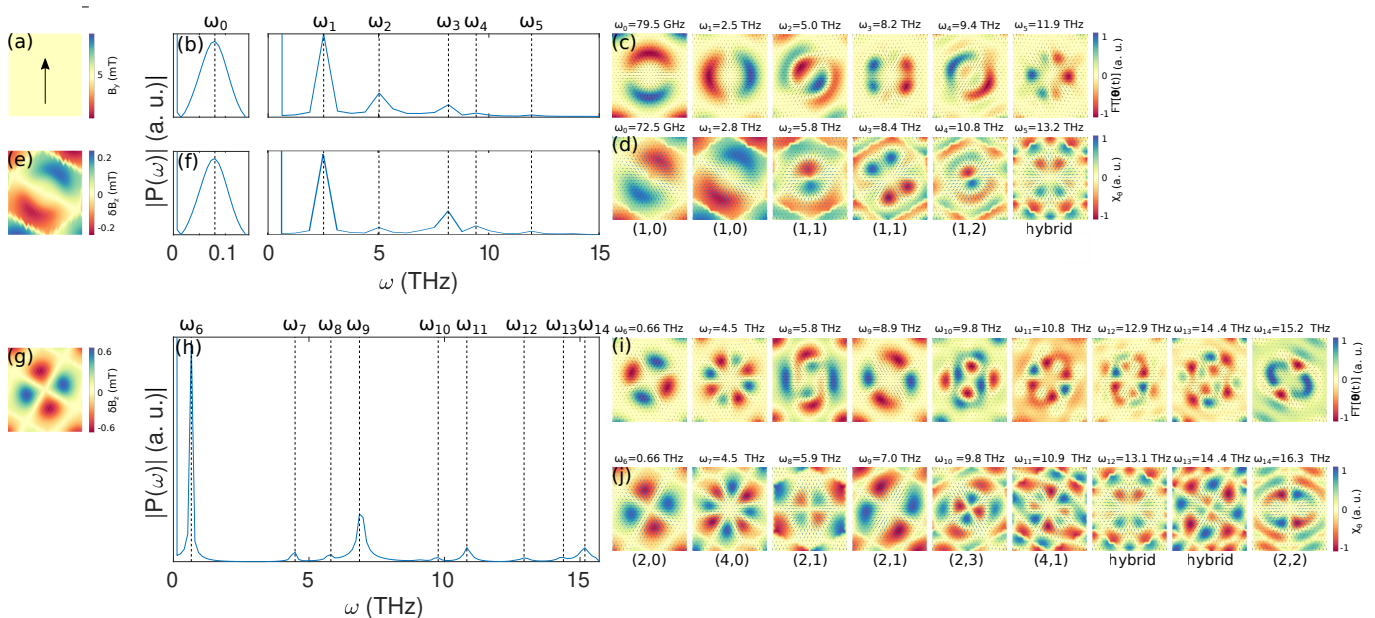 ω0 ω1 ω2 ω3 ω4 ω5
ω0=79.5 GHz ω1=2.5 THz ω2=5.0 THz ω3=8.2 THz ω4=9.4 THz ω5=11.9 THz
(a) (b) (c)
By (mT)
5
1
0
-1
FT[θ(t)] (a. u.)
|P(ω)| (a. u.)
ω0=72.5 GHz ω1=2.8 THz ω2=5.8 THz ω3=8.4 THz ω4=10.8 THz ω5=13.2 THz
(e) (f) (d)
0.2
0
-0.2
δBz (mT)
1
0
-1
Xθ (a. u.)
(1,0) (1,0) (1,1) (1,1) (1,2) hybrid
0 0.1 0 5 10 15
ω (THz)
ω6 ω7 ω8 ω9 ω10 ω11 ω12 ω13 ω14
ω6=0.66 THz ω7=4.5 THz ω8=5.8 THz ω9=8.9 THz ω10=9.8 THz ω11=10.8 THz ω12=12.9 THz ω13=14 .4 THz ω14=15.2 THz
(g) (h) (i)
0.6
0
-0.6
δBz (mT)
|P(ω)| (a. u.)
1
0
-1
FT[θ(t)] (a. u.)
ω6=0.66 THz ω7=4.5 THz ω8=5.9 THz ω9=7.0 THz ω10 =9.8 THz ω11=10.9 THz ω12=13.1 THz ω13=14 .4 THz ω14=16.3 THz
(j)
1
0
-1
Xθ (a. u.)
(2,0) (4,0) (2,1) (2,1) (2,3) (4,1) hybrid hybrid (2,2)
0 5 10 15
ω (THz)